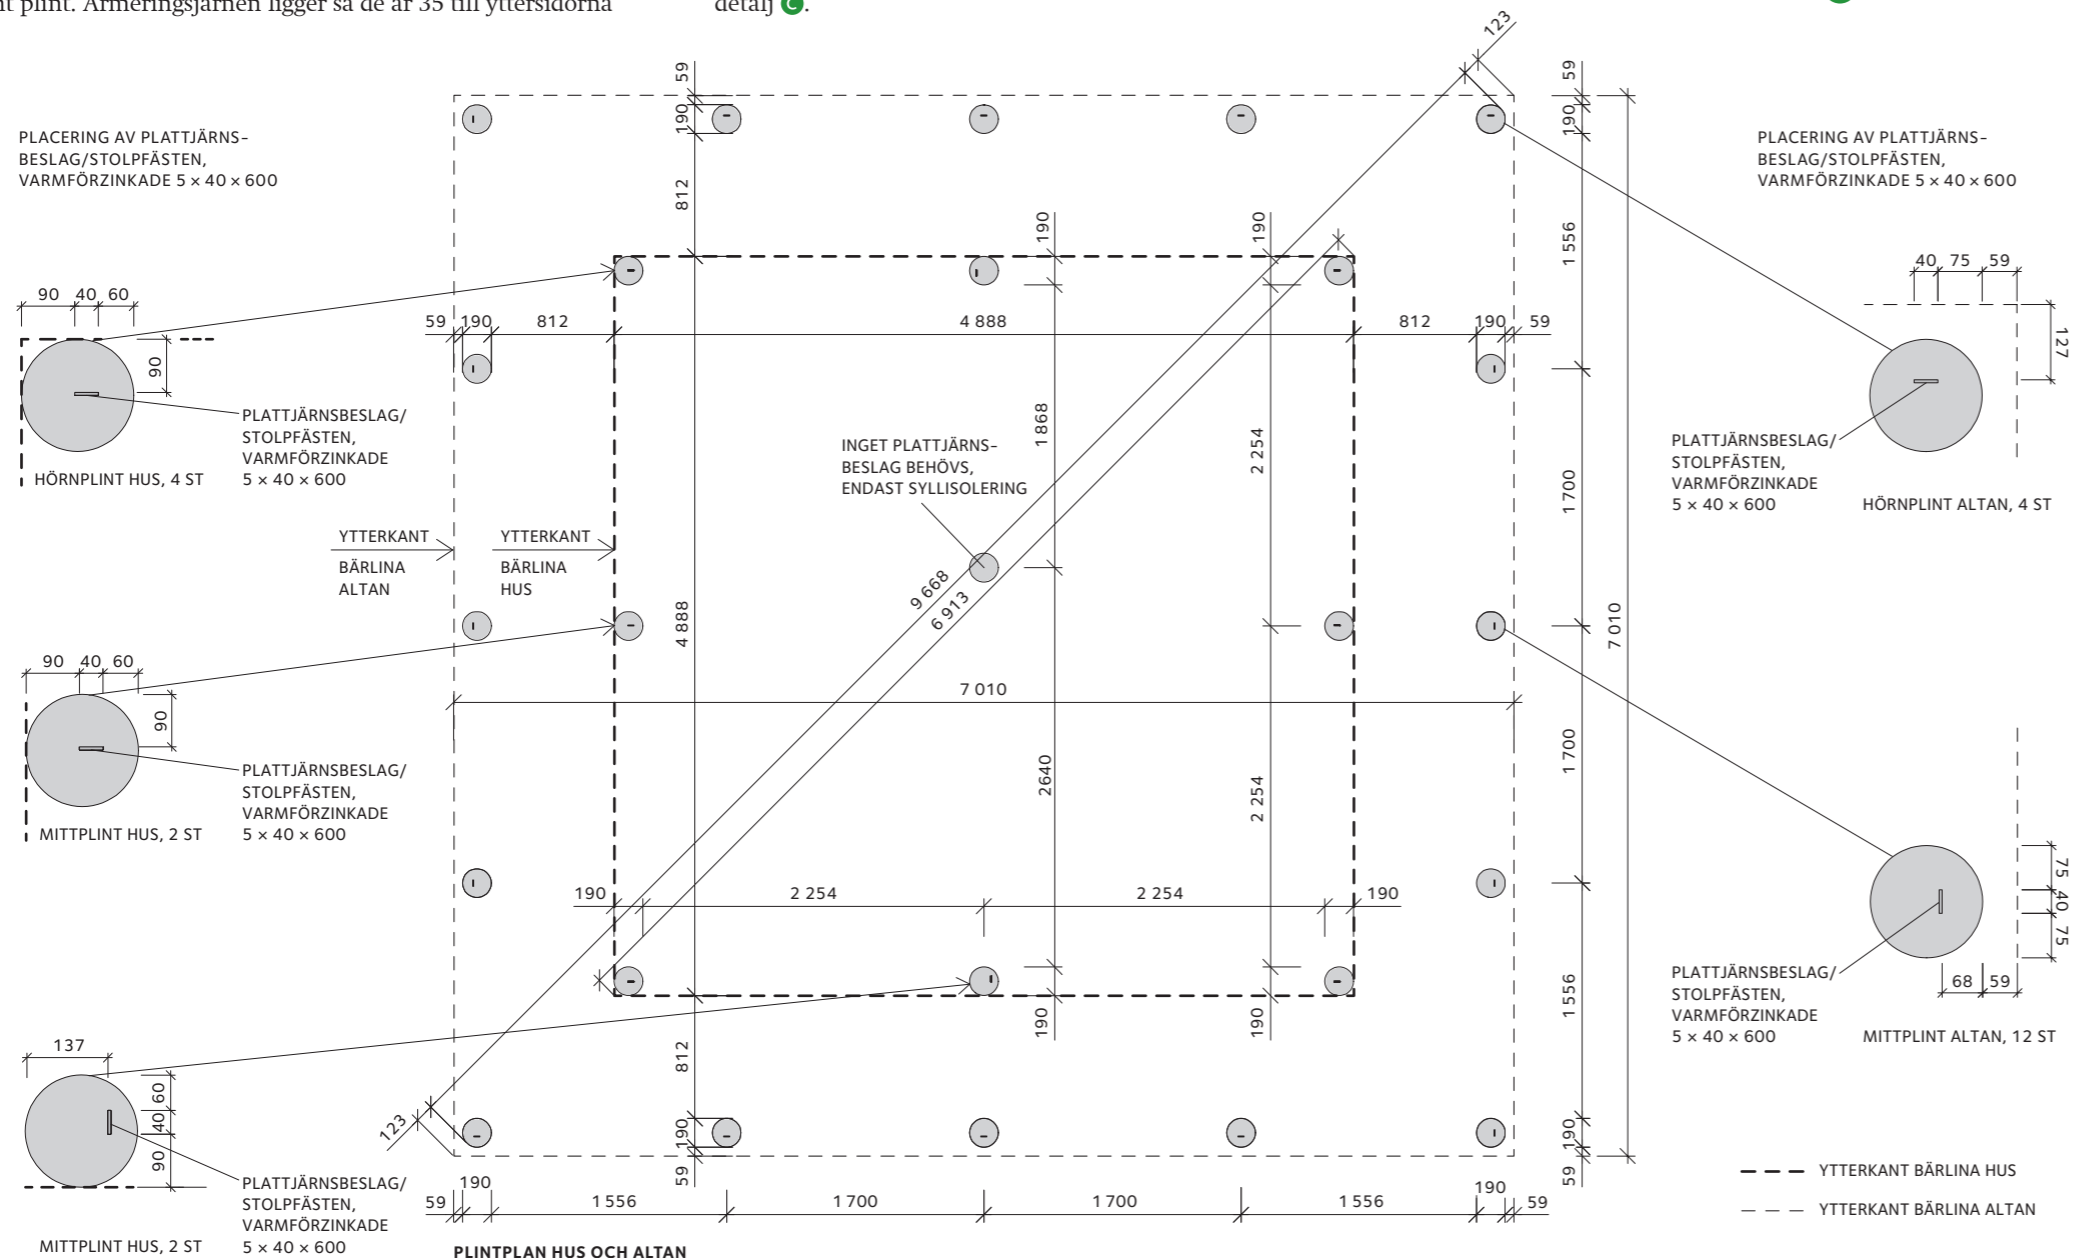 nt plint. Armeringsjärnen ligger så de är 35 till yttersidorna
detalj C.
PLACERING AV PLATTJÄRNS-
BESLAG/STOLPFÄSTEN,
VARMFÖRZINKADE 5 × 40 × 600
90 40 60
90
PLATTJÄRNSBESLAG/
STOLPFÄSTEN,
VARMFÖRZINKADE
5 × 40 × 600
HÖRNPLINT HUS, 4 ST
YTTERKANT
BÄRLINA
ALTAN
YTTERKANT
BÄRLINA
HUS
90 40 60
90
PLATTJÄRNSBESLAG/
STOLPFÄSTEN,
VARMFÖRZINKADE
5 × 40 × 600
MITTPLINT HUS, 2 ST
137
60
40
90
PLATTJÄRNSBESLAG/
STOLPFÄSTEN,
VARMFÖRZINKADE
5 × 40 × 600
MITTPLINT HUS, 2 ST
59
190
812
4 888
812
190
59
59 190 812 4 888 812 190 59
190
1 868
2640
190
190
2 254
2 254
190
INGET PLATTJÄRNS-
BESLAG BEHÖVS,
ENDAST SYLLISOLERING
9 668
6 913
123
123
7 010
190 2 254 2 254 190
59 190 1 556 1 700 1 700 1 556 190 59
59
190
1 556
1 700
1 700
1 556
190
59
7 010
PLINTPLAN HUS OCH ALTAN
PLACERING AV PLATTJÄRNS-
BESLAG/STOLPFÄSTEN,
VARMFÖRZINKADE 5 × 40 × 600
40 75 59
127
PLATTJÄRNSBESLAG/
STOLPFÄSTEN,
VARMFÖRZINKADE
5 × 40 × 600
HÖRNPLINT ALTAN, 4 ST
75
40
75
68 59
PLATTJÄRNSBESLAG/
STOLPFÄSTEN,
VARMFÖRZINKADE
5 × 40 × 600
MITTPLINT ALTAN, 12 ST
YTTERKANT BÄRLINA HUS
YTTERKANT BÄRLINA ALTAN